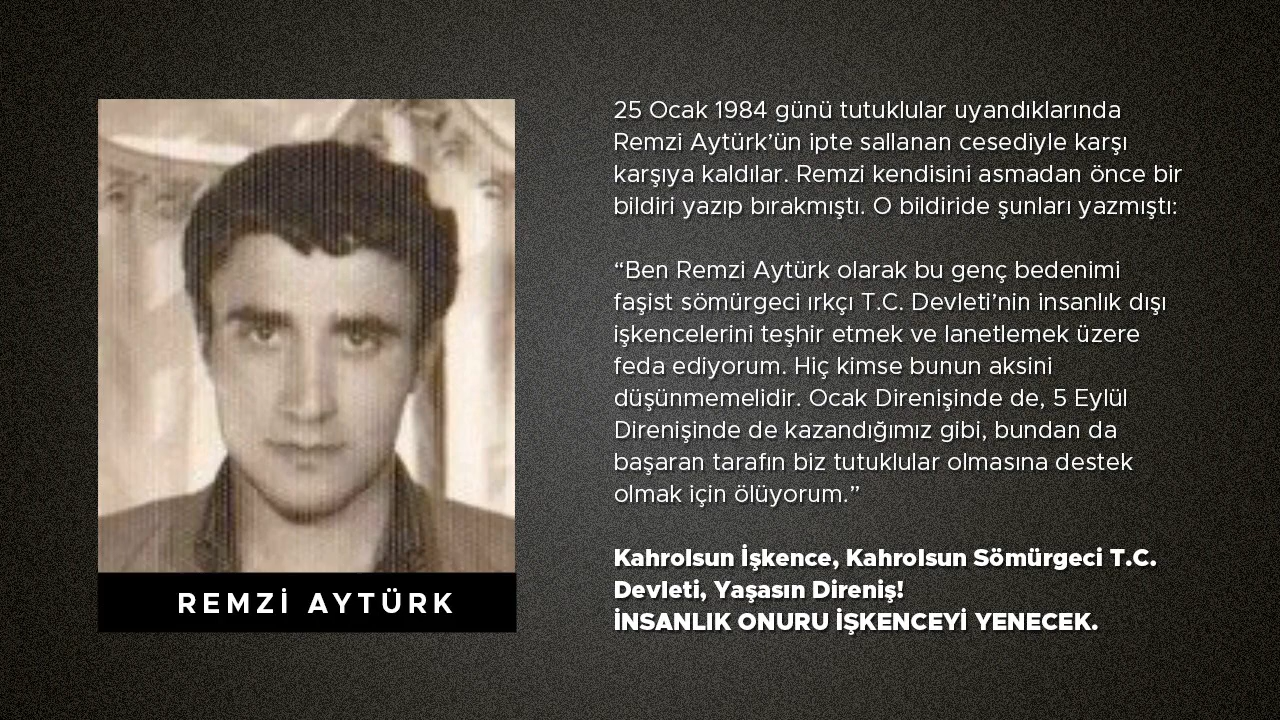 25 Ocak 1984 günü tutuklular uyandıklarında
Remzi Aytürk’ün ipte sallanan cesediyle karşı
karşıya kaldılar. Remzi kendisini asmadan önce bir
bildiri yazıp bırakmıştı. O bildiride şunları yazmıştı:
“Ben Remzi Aytürk olarak bu genç bedenimi
faşist sömürgeci ırkçı T.C. Devleti’nin insanlık dışı
işkencelerini teşhir etmek ve lanetlemek üzere
feda ediyorum. Hiç kimse bunun aksini
düşünmemelidir. Ocak Direnişinde de, 5 Eylül
Direnişinde de kazandığımız gibi, bundan da
başaran tarafın biz tutuklular olmasına destek
olmak için ölüyorum.”
Kahrolsun İşkence, Kahrolsun Sömürgeci T.C.
Devleti, Yaşasın Direniş!
İNSANLIK ONURU İŞKENCEYİ YENECEK.
REMZİ AYTÜRK